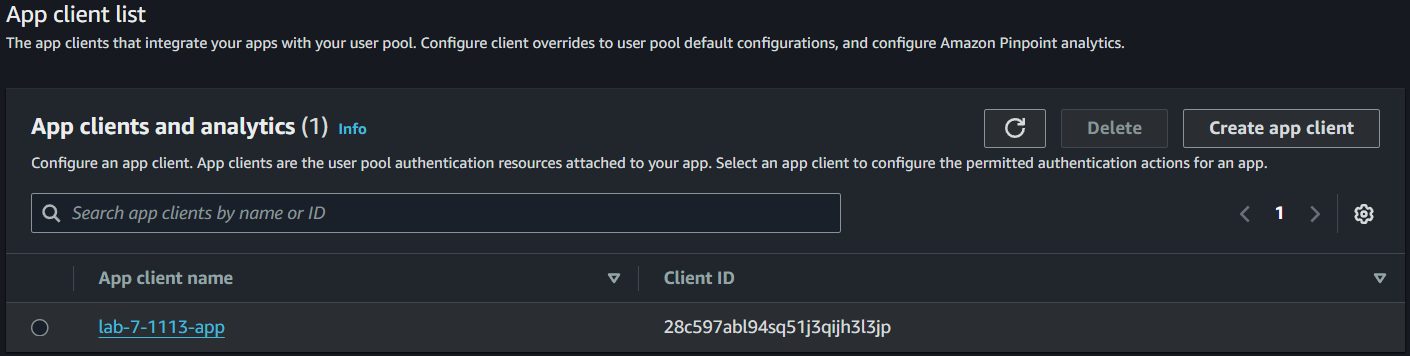 App client list
The app clients that integrate your apps with your user pool. Configure client overrides to user pool default configurations, and configure Amazon Pinpoint analytics.
App clients and analytics (1) Info
Delete
Create app client
Configure an app client. App clients are the user pool authentication resources attached to your app. Select an app client to configure the permitted authentication actions for an app.
Search app clients by name or ID
1
App client name
Client ID
lab-7-1113-app
28c597abl94sq51j3qijh3l3jp